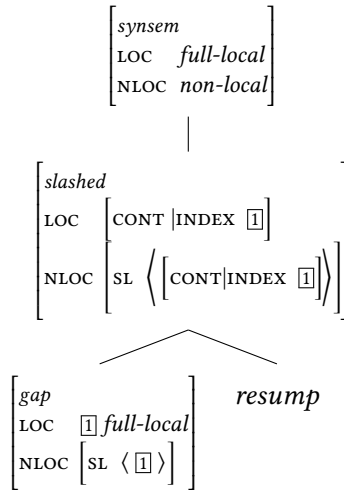 synsem
LOC full-local
NLOC non-local
slashed
LOC [CONT |INDEX 1]
NLOC [SL ⟨[CONT|INDEX 1]⟩]
gap
LOC 1 full-local
NLOC [SL ⟨ 1 ⟩]
resump